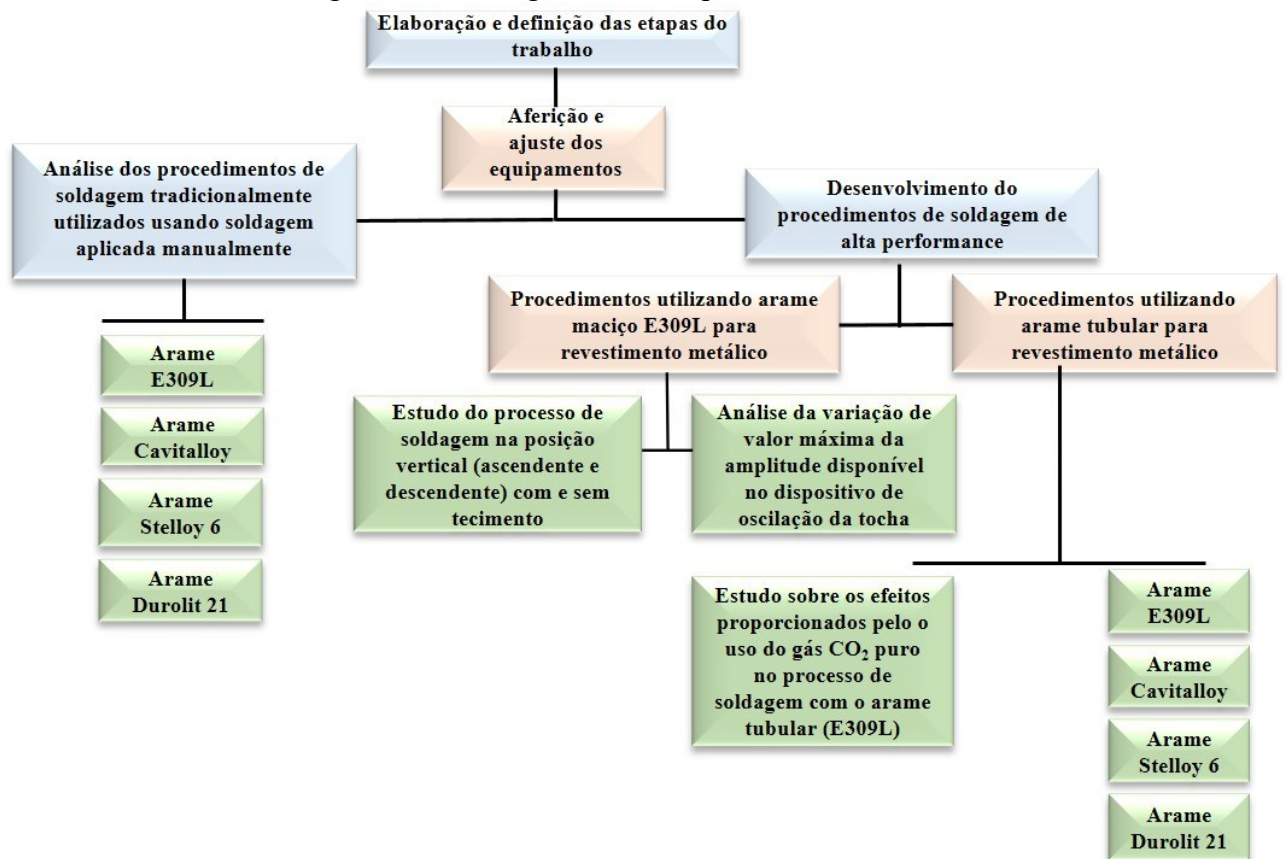 Elaboração e definição das etapas do
trabalho
Aferição e
ajuste dos
equipamentos
Análise dos procedimentos de
soldagem tradicionalmente
utilizados usando soldagem
aplicada manualmente
Desenvolvimento do
procedimentos de soldagem de
alta performance
Arame
E309L
Arame
Cavitalloy
Arame
Stelloy 6
Arame
Durolit 21
Procedimentos utilizando arame
maciço E309L para
revestimento metálico
Procedimentos utilizando
arame tubular para
revestimento metálico
Estudo do processo de
soldagem na posição
vertical (ascendente e
descendente) com e sem
tecimento
Análise da variação de
valor máxima da
amplitude disponível
no dispositivo de
oscilação da tocha
Estudo sobre os efeitos
proporcionados pelo o
uso do gás CO₂ puro
no processo de
soldagem com o arame
tubular (E309L)
Arame
E309L
Arame
Cavitalloy
Arame
Stelloy 6
Arame
Durolit 21